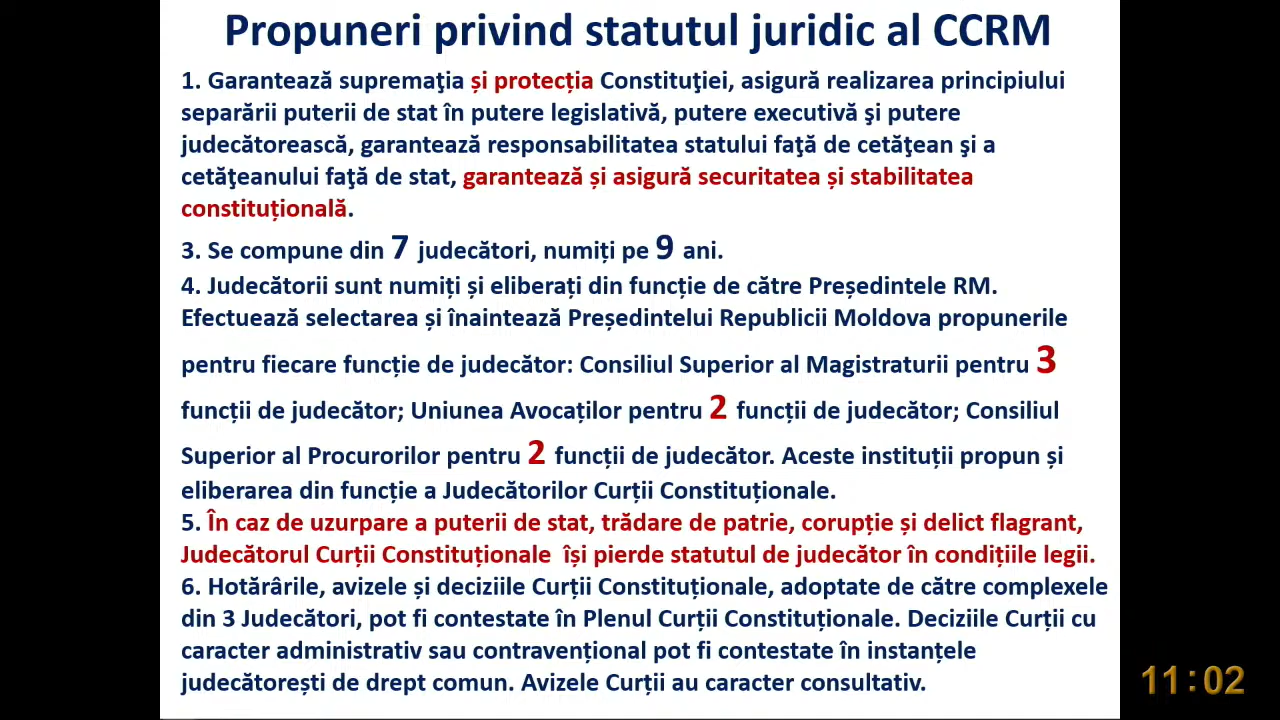 Propuneri privind statutul juridic al CCRM
1. Garantează supremaţia și protecția Constituţiei, asigură realizarea principiului
separării puterii de stat în putere legislativă, putere executivă şi putere
judecătorească, garantează responsabilitatea statului faţă de cetăţean şi a
cetăţeanului faţă de stat, garantează și asigură securitatea și stabilitatea
constituțională.
3. Se compune din 7 judecători, numiți pe 9 ani.
4. Judecătorii sunt numiți și eliberați din funcție de către Președintele RM.
Efectuează selectarea și înaintează Președintelui Republicii Moldova propunerile
pentru fiecare funcție de judecător: Consiliul Superior al Magistraturii pentru 3
funcții de judecător; Uniunea Avocaților pentru 2 funcții de judecător; Consiliul
Superior al Procurorilor pentru 2 funcții de judecător. Aceste instituții propun și
eliberarea din funcție a Judecătorilor Curții Constituționale.
5. În caz de uzurpare a puterii de stat, trădare de patrie, corupție și delict flagrant,
Judecătorul Curții Constituționale își pierde statutul de judecător în condițiile legii.
6. Hotărârile, avizele și deciziile Curții Constituționale, adoptate de către complexele
din 3 Judecători, pot fi contestate în Plenul Curții Constituționale. Deciziile Curții cu
caracter administrativ sau contravențional pot fi contestate în instanțele
judecătorești de drept comun. Avizele Curții au caracter consultativ.
11:02